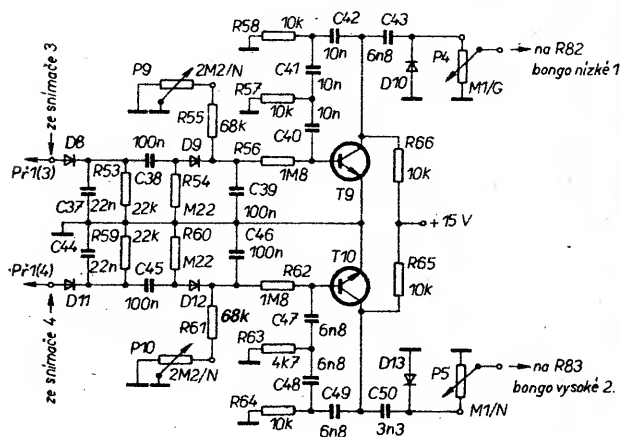 R58
10k
C42
10n
C43
6n8
D10
P4
M1/G
na R82
bongo nízké 1
P9
2M2/N
C41
10n
R57
10k
10n
C40
R55
68k
ze snímače 3
D8
100n
D9
R56
1M8
T9
R66
10k
Př1(3)
R53
C38
R54
C39
100n
C37
22n
22k
M22
+ 15 V
C44
R59
22n
22k
R60
M22
C46
100n
T10
R65
10k
Př1(4)
D11
C45
100n
D12
R62
1M8
R61
68k
C47
6n8
ze snímače 4
P10
2M2/N
R63
4k7
6n8
C48
D13
P5
M1/N
na R83
bongo vysoké 2.
R64
10k
C49
6n8
C50
3n3